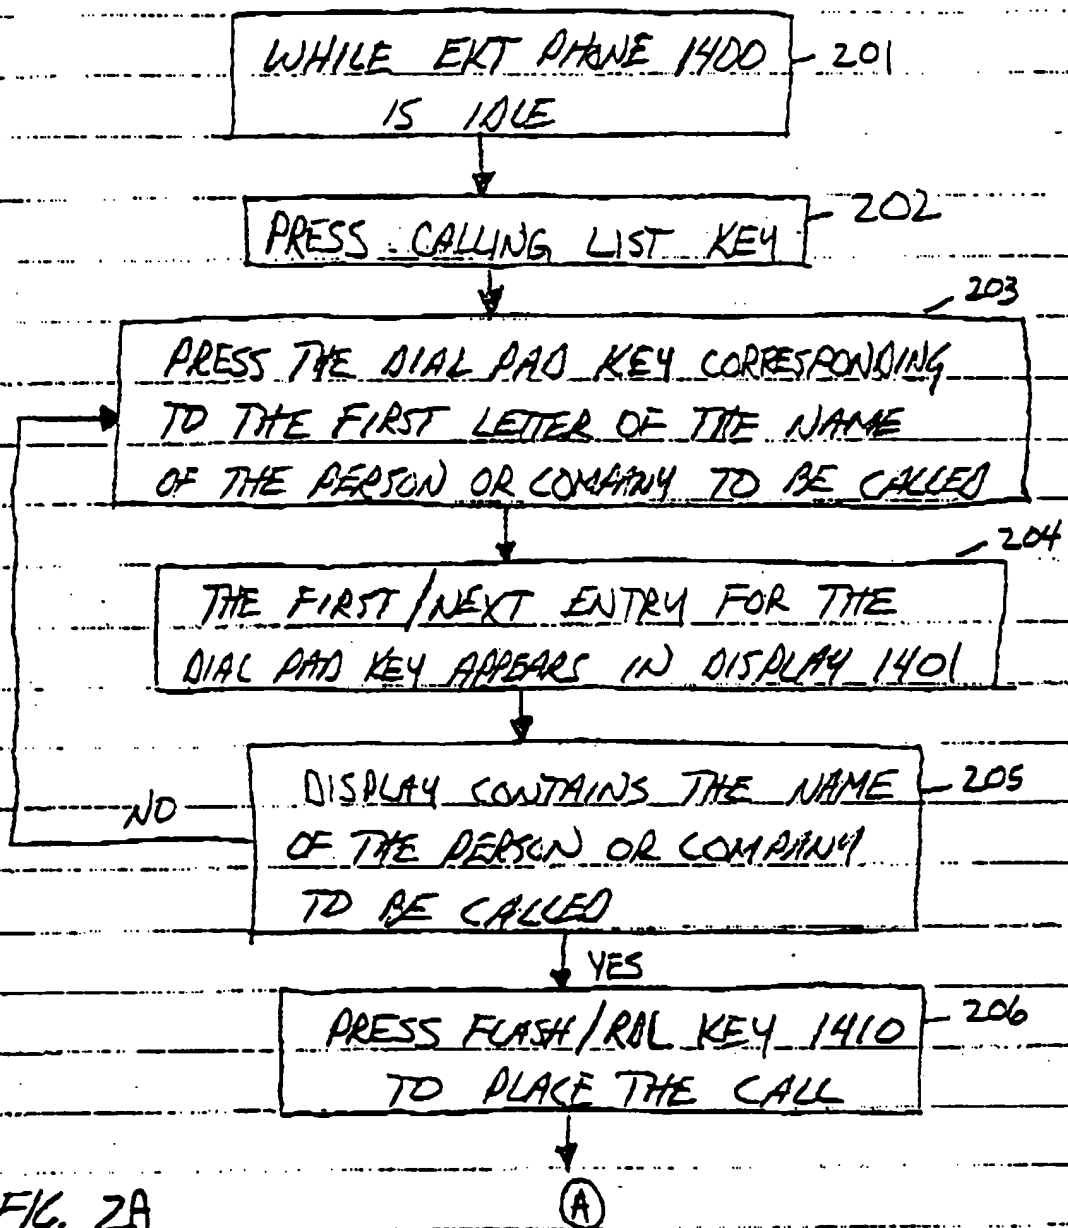 WHILE EKT PHONE 1400
201
IS IDLE
PRESS CALLING LIST KEY
202
203
PRESS THE DIAL PAD KEY CORRESPONDING
TO THE FIRST LETTER OF THE NAME
OF THE PERSON OR COMPANY TO BE CALLED
204
THE FIRST/NEXT ENTRY FOR THE
DIAL PAD KEY APPEARS IN DISPLAY 1401
DISPLAY CONTAINS THE NAME
205
NO
OF THE PERSON OR COMPANY
TO BE CALLED
YES
PRESS FLASH/RDL KEY 1410
206
TO PLACE THE CALL
A
FIG. 2A